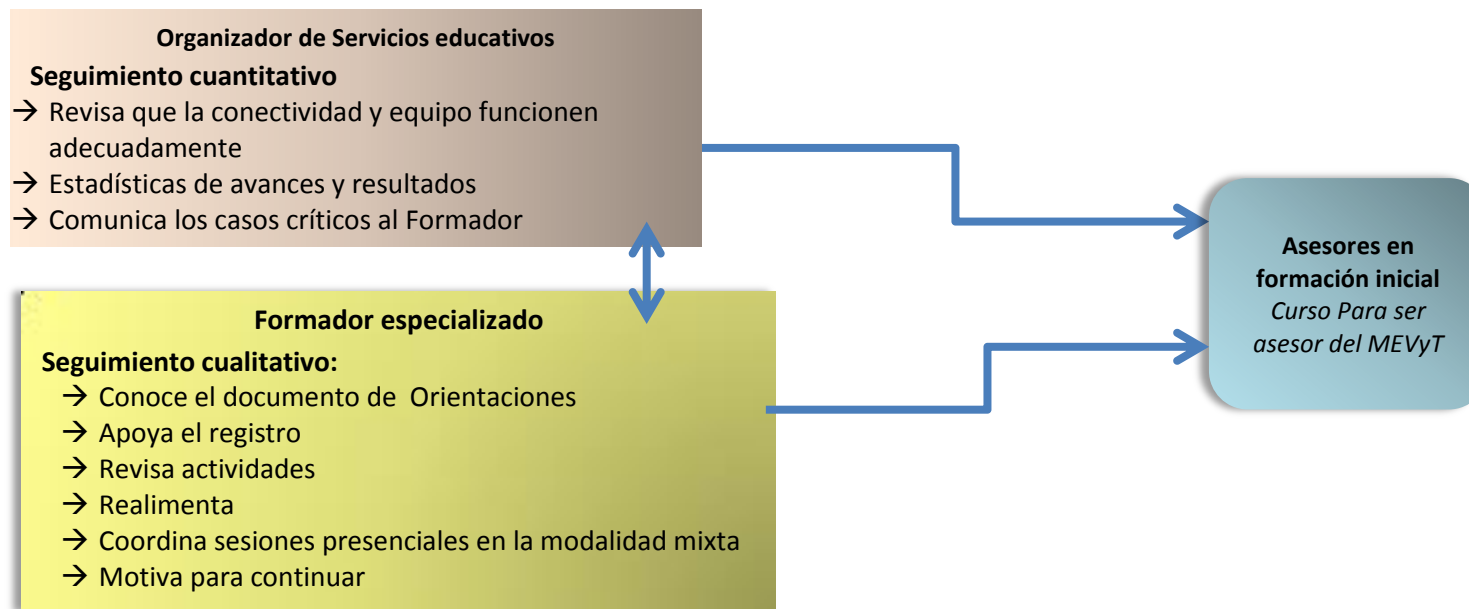 Organizador de Servicios educativos
Seguimiento cuantitativo
→ Revisa que la conectividad y equipo funcionen
adecuadamente
→ Estadísticas de avances y resultados
→ Comunica los casos críticos al Formador
Formador especializado
Seguimiento cualitativo:
→ Conoce el documento de Orientaciones
→ Apoya el registro
→ Revisa actividades
→ Realimenta
→ Coordina sesiones presenciales en la modalidad mixta
→ Motiva para continuar
Asesores en
formación inicial
Curso Para ser
asesor del MEVyT